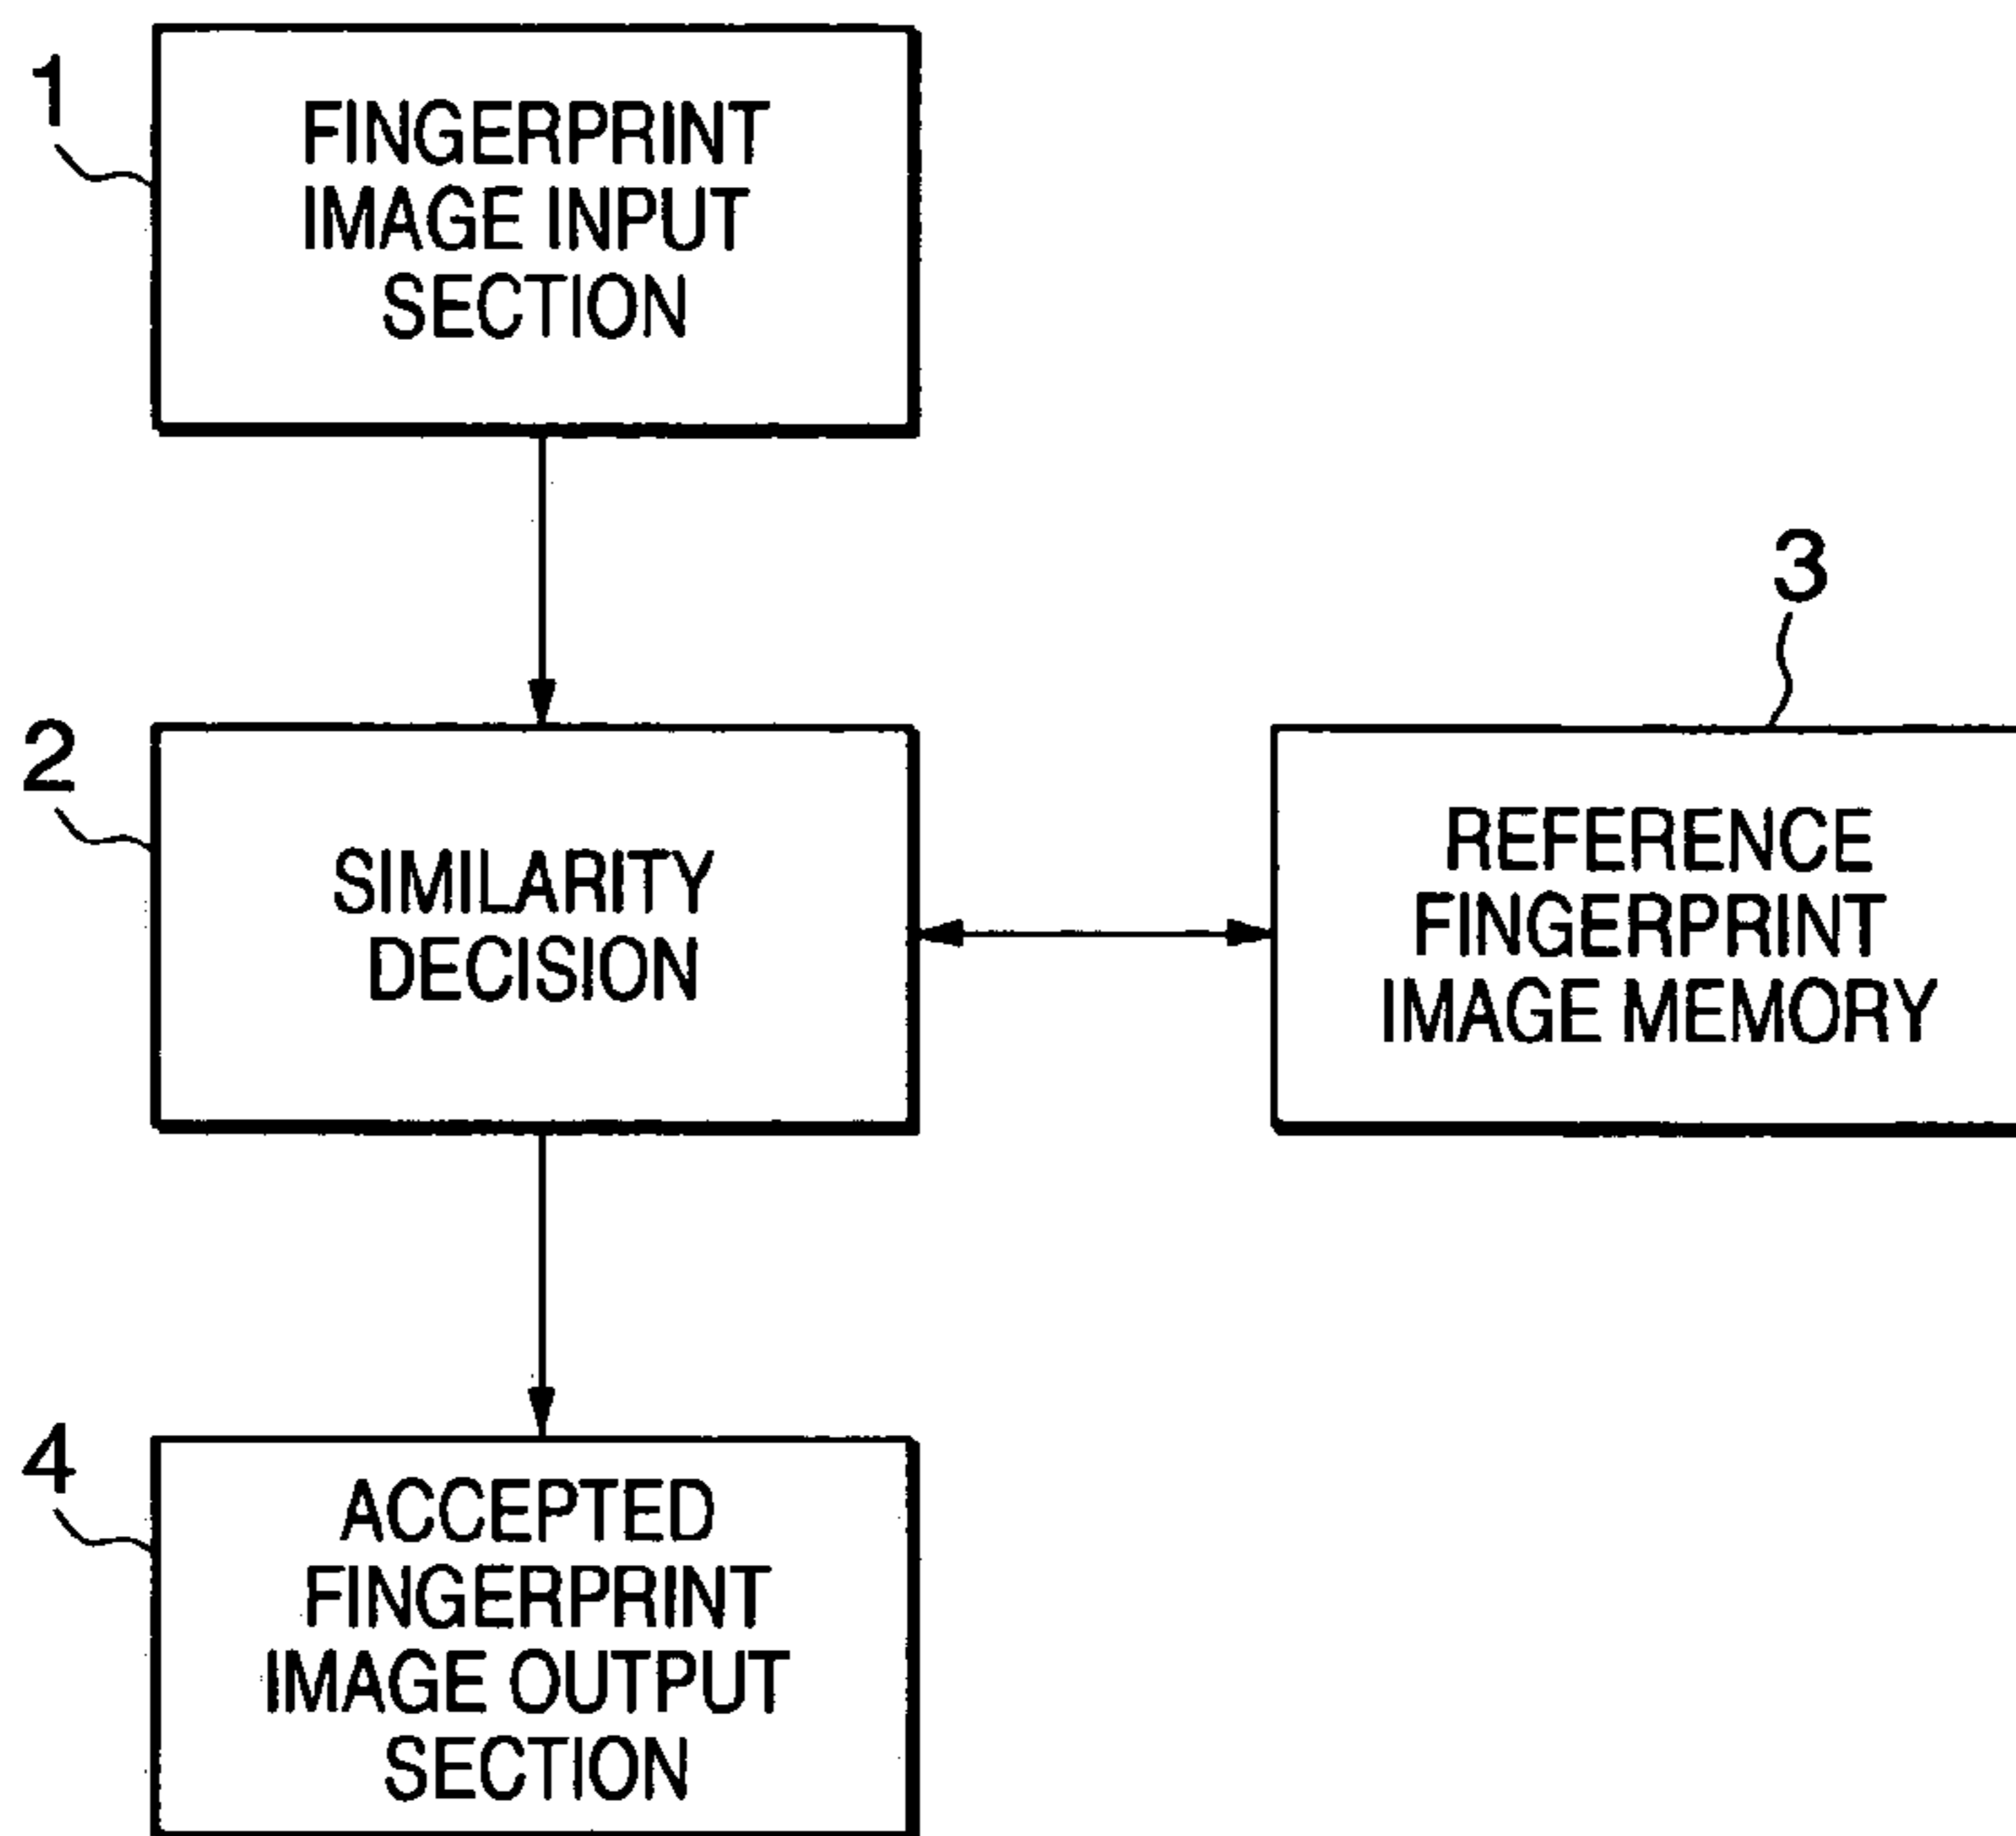 1
FINGERPRINT
IMAGE INPUT
SECTION
2
SIMILARITY
DECISION
3
REFERENCE
FINGERPRINT
IMAGE MEMORY
4
ACCEPTED
FINGERPRINT
IMAGE OUTPUT
SECTION